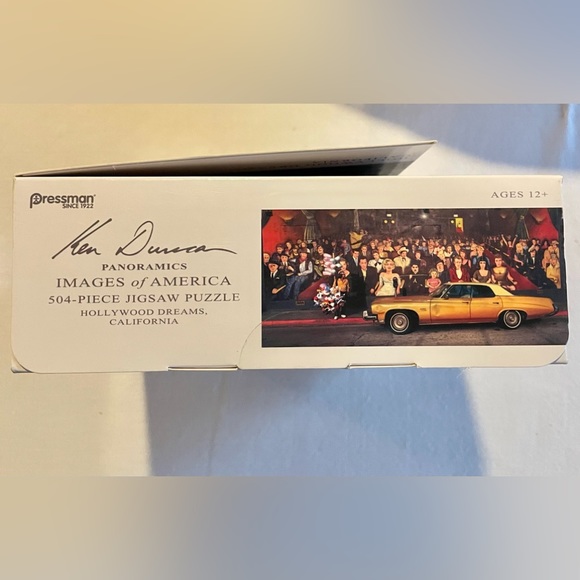 Pressman
SINCE 1922
AGES 12+
Ken Duncan
PANORAMICS
IMAGES of AMERICA
504-PIECE JIGSAW PUZZLE
HOLLYWOOD DREAMS,
CALIFORNIA